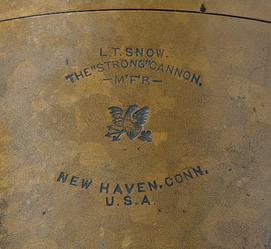 L.T. SNOW.
THE "STRONG" CANNON,
—M'F'R—
NEW HAVEN, CONN.
U.S.A.